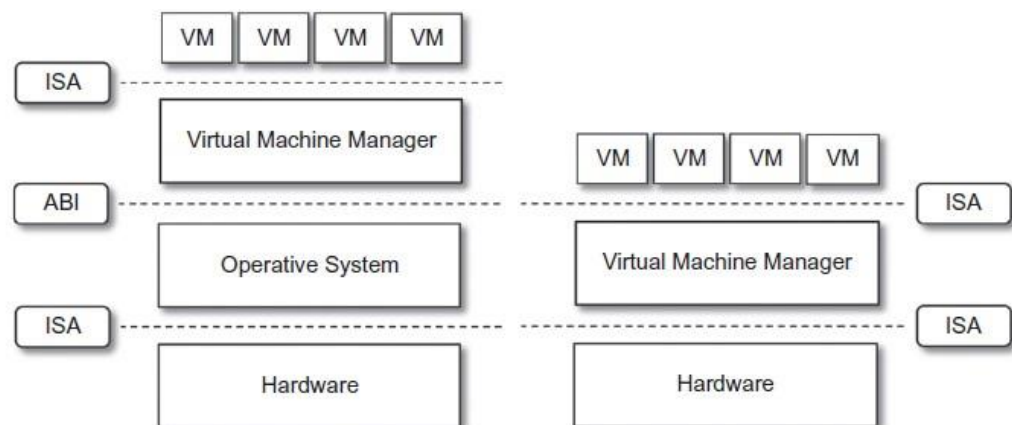 VM VM VM VM
ISA
Virtual Machine Manager
VM VM VM VM
ABI
ISA
Operative System
Virtual Machine Manager
ISA
ISA
Hardware
Hardware